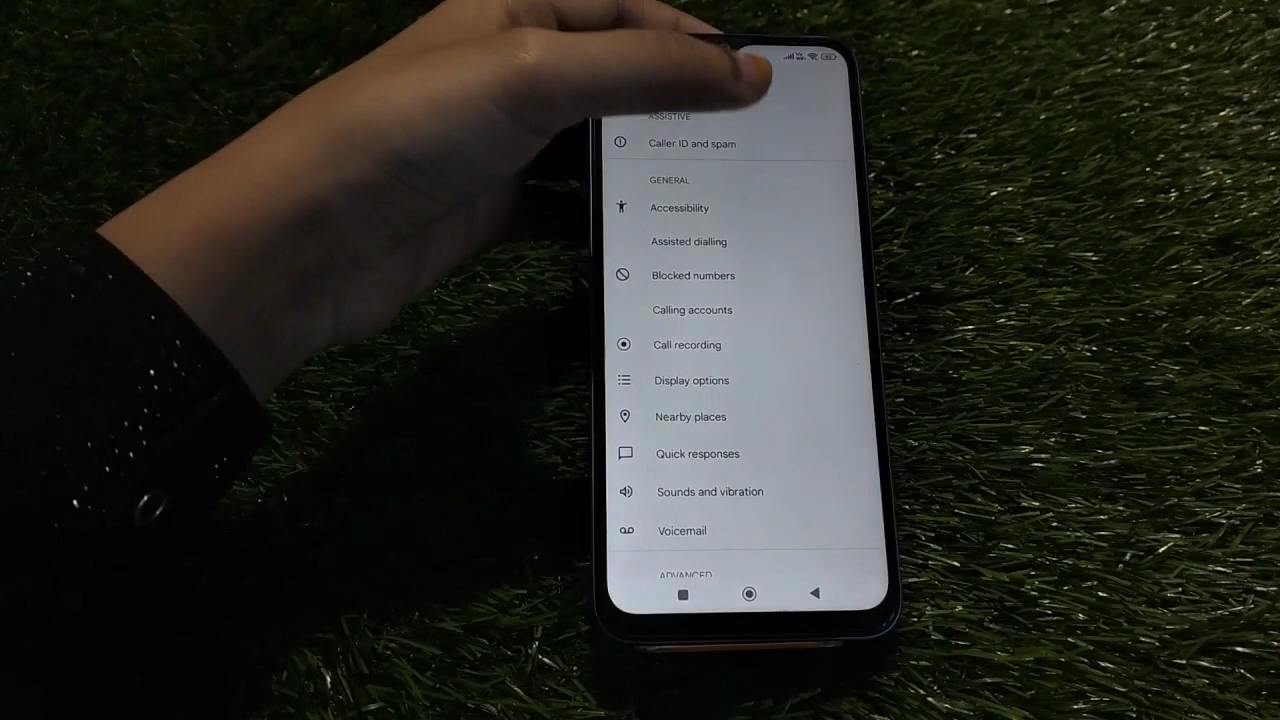 ASSISTIVE
Caller ID and spam
GENERAL
Accessibility
Assisted dialling
Blocked numbers
Calling accounts
Call recording
Display options
Nearby places
Quick responses
Sounds and vibration
Voicemail
ADVANCED